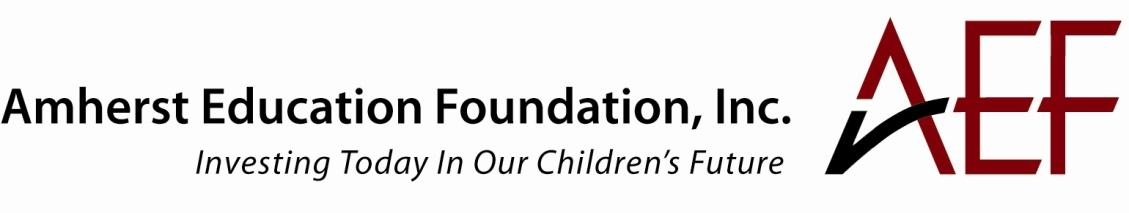 Amherst Education Foundation, Inc.
Investing Today In Our Children's Future
AEF